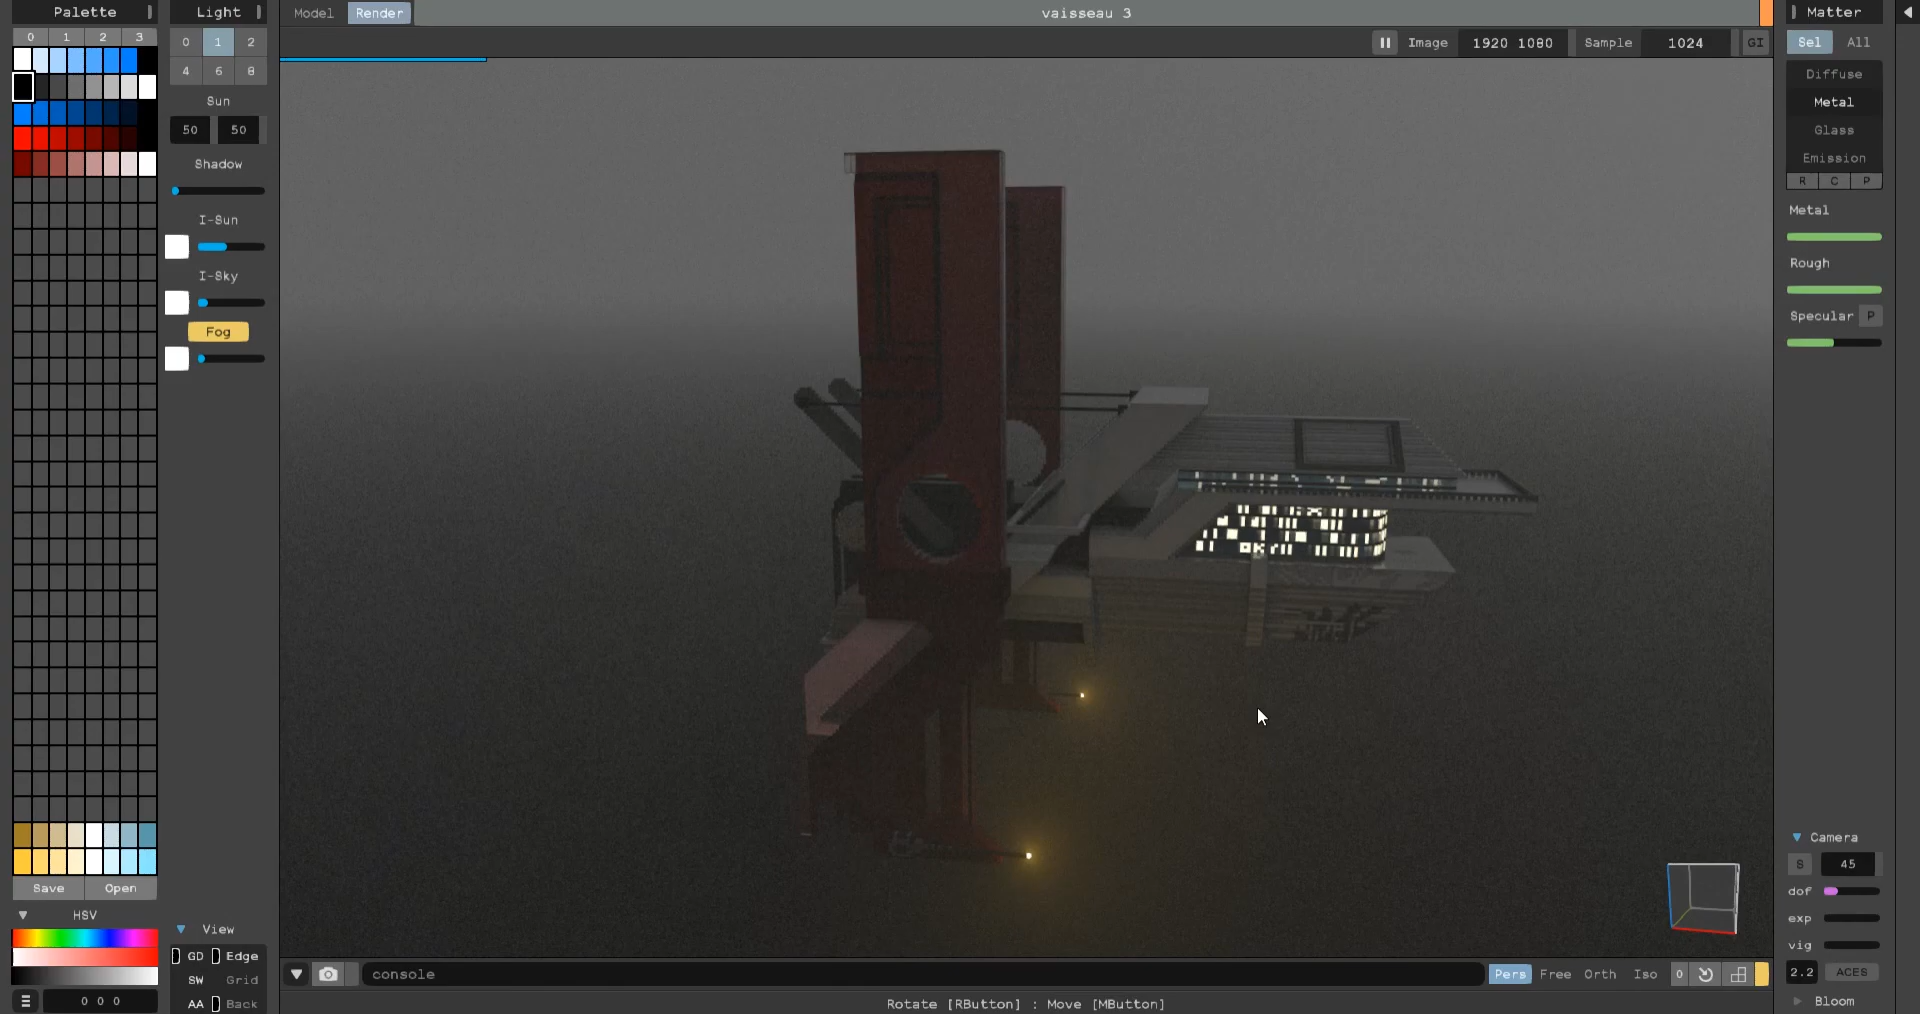 Palette
Light
Model Render
vaisseau 3
Matter
0 1 2 3
0 1 2
4 6 8
Image 1920 1080 Sample 1024 GI
Sel All
Sun
50 50
Shadow
I-Sun
I-Sky
Fog
Diffuse
Metal
Glass
Emission
R C P
Metal
Rough
Specular P
Save Open
HSV
0 0 0
View
GD Edge
SW Grid
AA Back
console
Pers Free Orth Iso 0
Rotate [RButton] : Move [MButton]
Camera
S 45
dof
exp
vig
2.2 ACES
Bloom